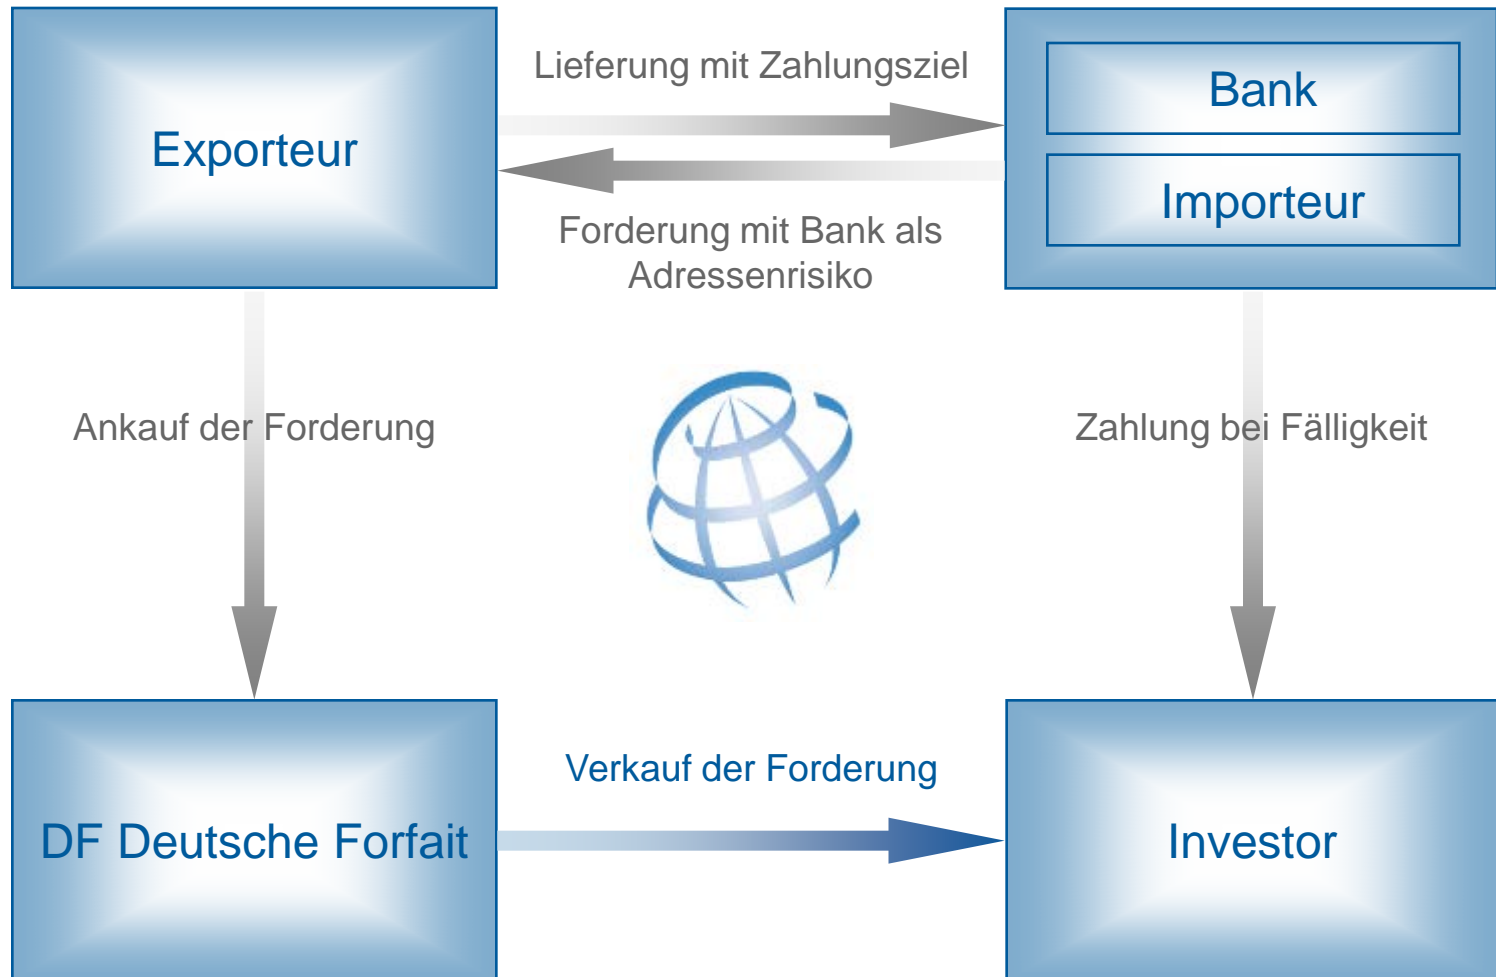 Lieferung mit Zahlungsziel
Exporteur
Bank
Importeur
Forderung mit Bank als
Adressenrisiko
Ankauf der Forderung
Zahlung bei Fälligkeit
Verkauf der Forderung
DF Deutsche Forfait
Investor